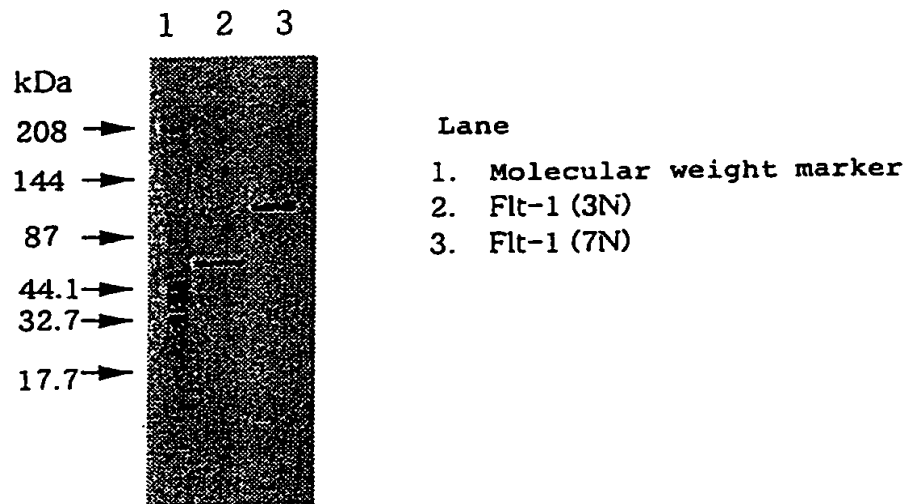 1 2 3
kDa
208
144
87
44.1
32.7
17.7
Lane
1. Molecular weight marker
2. Flt-1 (3N)
3. Flt-1 (7N)